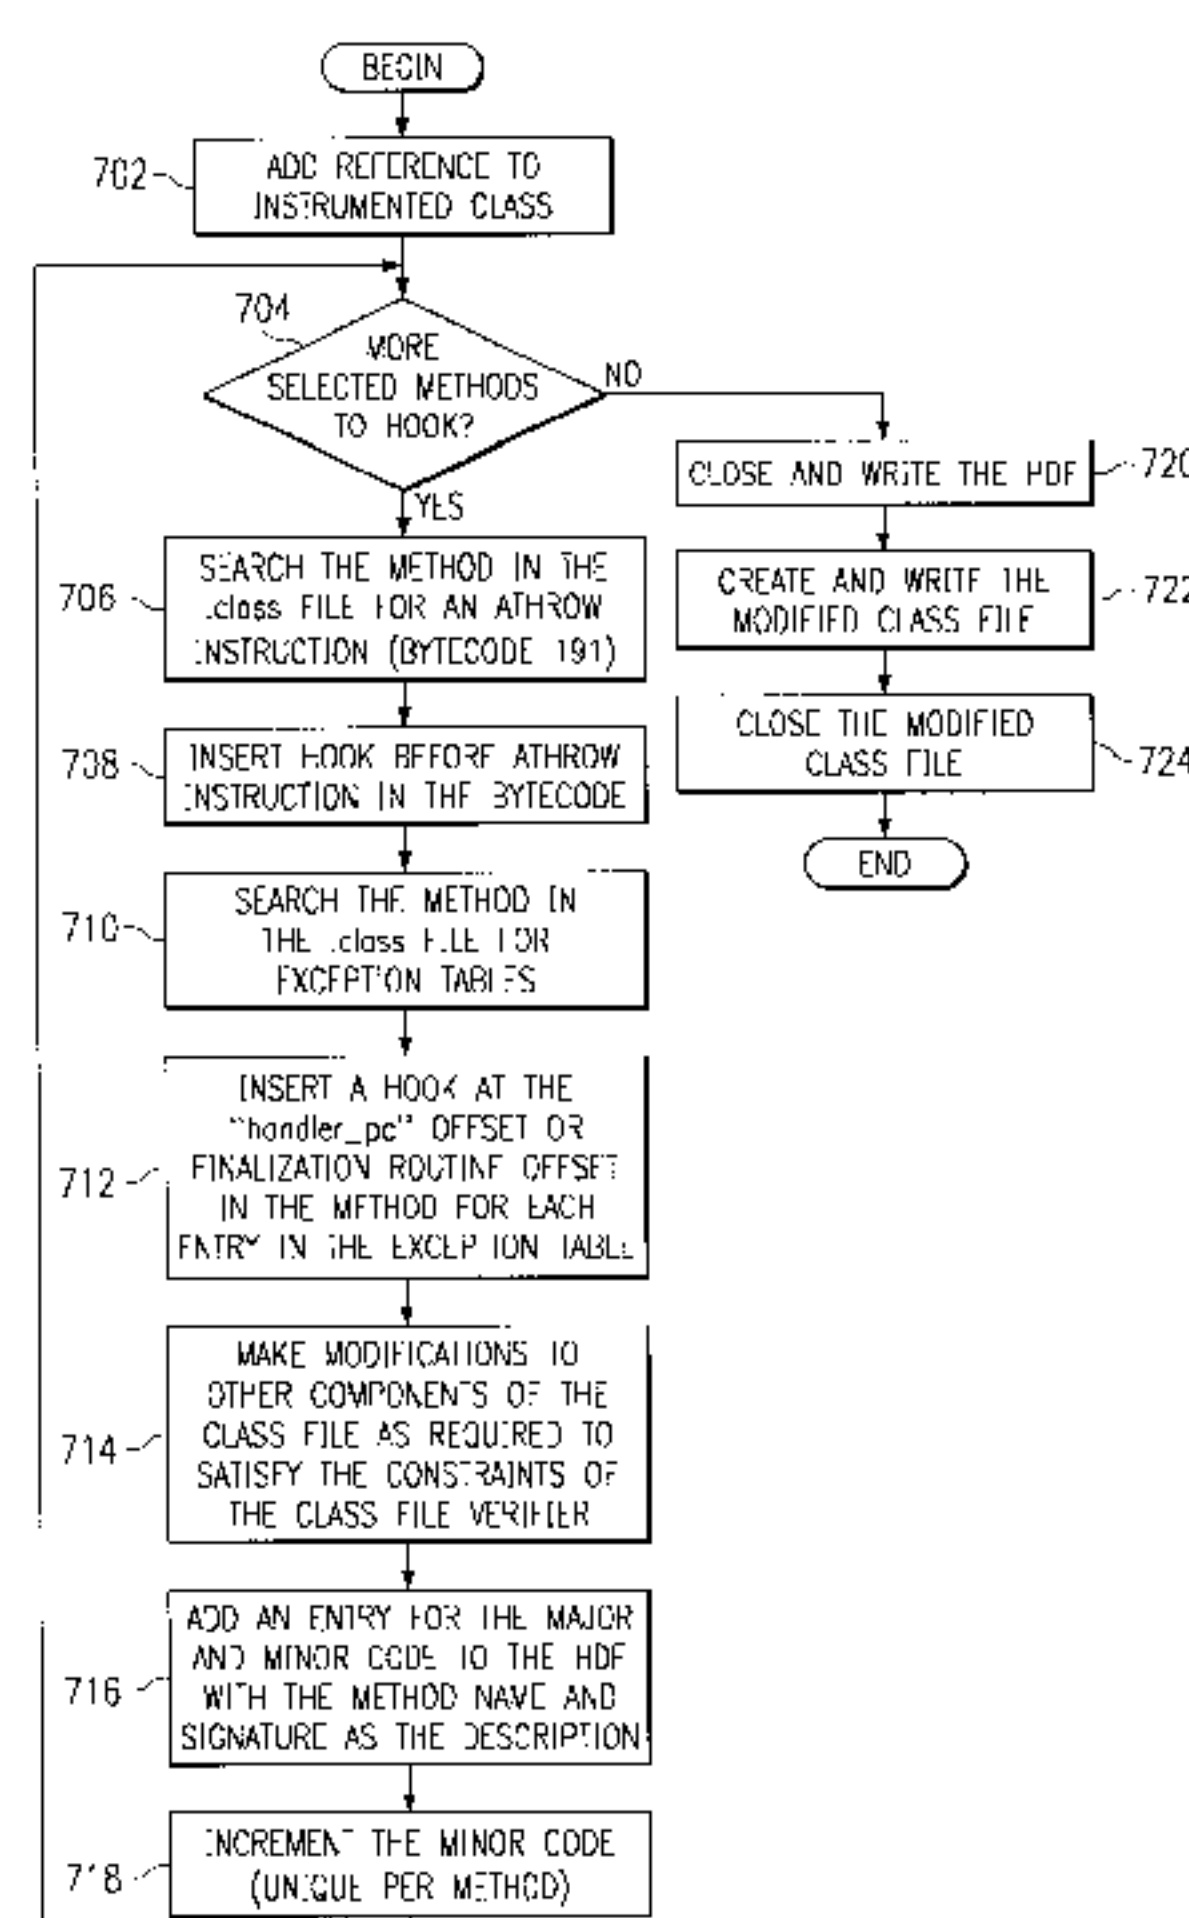 BEGIN
702
ADD REFERENCE TO
INSTRUMENTED CLASS
704
MORE
SELECTED METHODS
TO HOOK?
NO
YES
706
SEARCH THE METHOD IN THE
.class FILE FOR AN ATHROW
INSTRUCTION (BYTECODE 191)
708
INSERT HOOK BEFORE ATHROW
INSTRUCTION IN THE BYTECODE
710
SEARCH THE METHOD IN
THE .class FILE FOR
EXCEPTION TABLES
712
INSERT A HOOK AT THE
"handler_pc" OFFSET OR
FINALIZATION ROUTINE OFFSET
IN THE METHOD FOR EACH
ENTRY IN THE EXCEPTION TABLE
714
MAKE MODIFICATIONS TO
OTHER COMPONENTS OF THE
CLASS FILE AS REQUIRED TO
SATISFY THE CONSTRAINTS OF
THE CLASS FILE VERIFIER
716
ADD AN ENTRY FOR THE MAJOR
AND MINOR CODE TO THE HDF
WITH THE METHOD NAME AND
SIGNATURE AS THE DESCRIPTION
718
INCREMENT THE MINOR CODE
(UNIQUE PER METHOD)
CLOSE AND WRITE THE HDF
720
CREATE AND WRITE THE
MODIFIED CLASS FILE
722
CLOSE THE MODIFIED
CLASS FILE
724
END